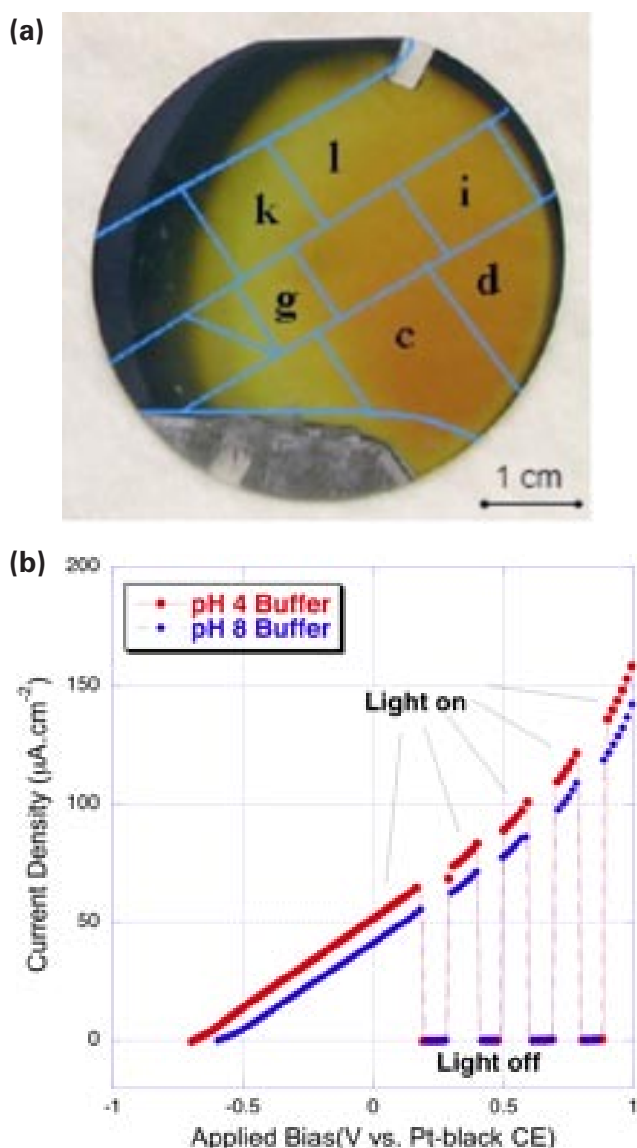 (a)
l
k
i
g
d
c
1 cm
(b)
200
pH 4 Buffer
pH 8 Buffer
150
Light on
100
50
0
Light off
-1
-0.5
0
0.5
1
Current Density (µA.cm⁻²)
Applied Bias(V vs. Pt-black CE)